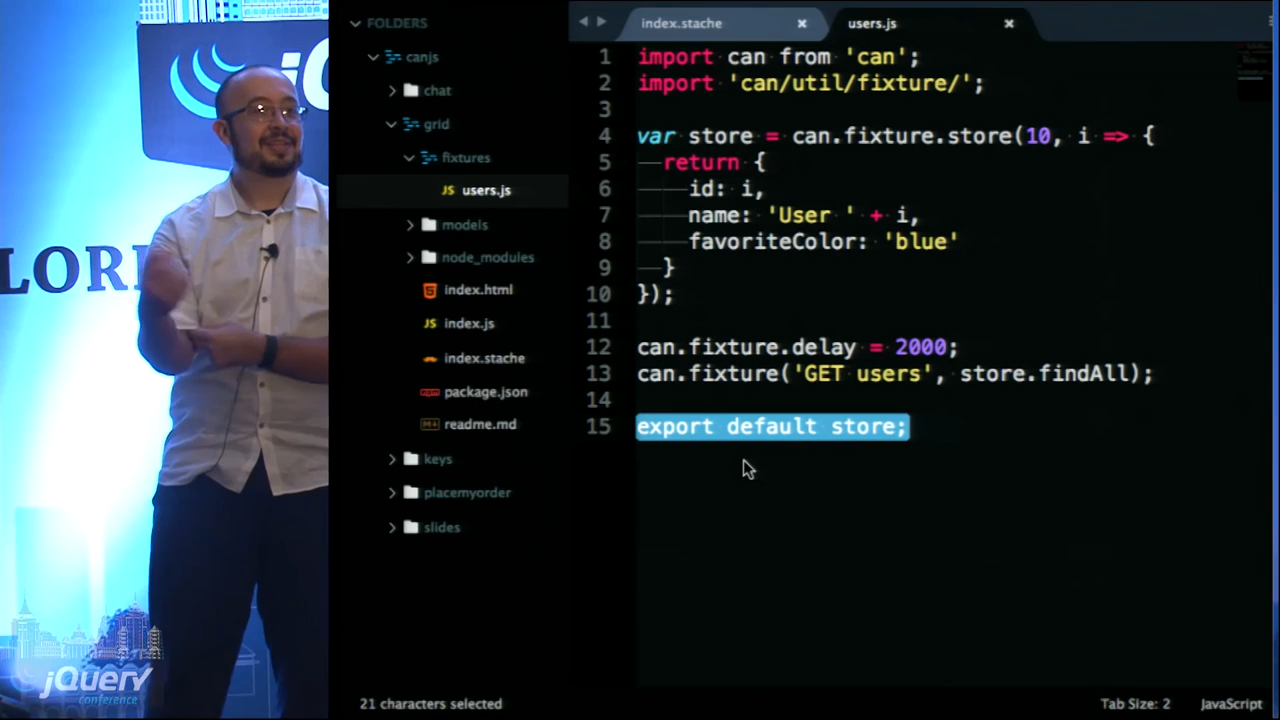 LORE
jQuery
conference
FOLDERS
canjs
chat
grid
fixtures
users.js
models
node_modules
index.html
index.js
index.stache
package.json
readme.md
keys
placemyorder
slides
index.stache
users.js
1 import can from 'can';
2 import 'can/util/fixture/';
3
4 var store = can.fixture.store(10, i => {
5 return {
6 id: i,
7 name: 'User ' + i,
8 favoriteColor: 'blue'
9 }
10 });
11
12 can.fixture.delay = 2000;
13 can.fixture('GET users', store.findAll);
14
15 export default store;
21 characters selected
Tab Size: 2
JavaScript